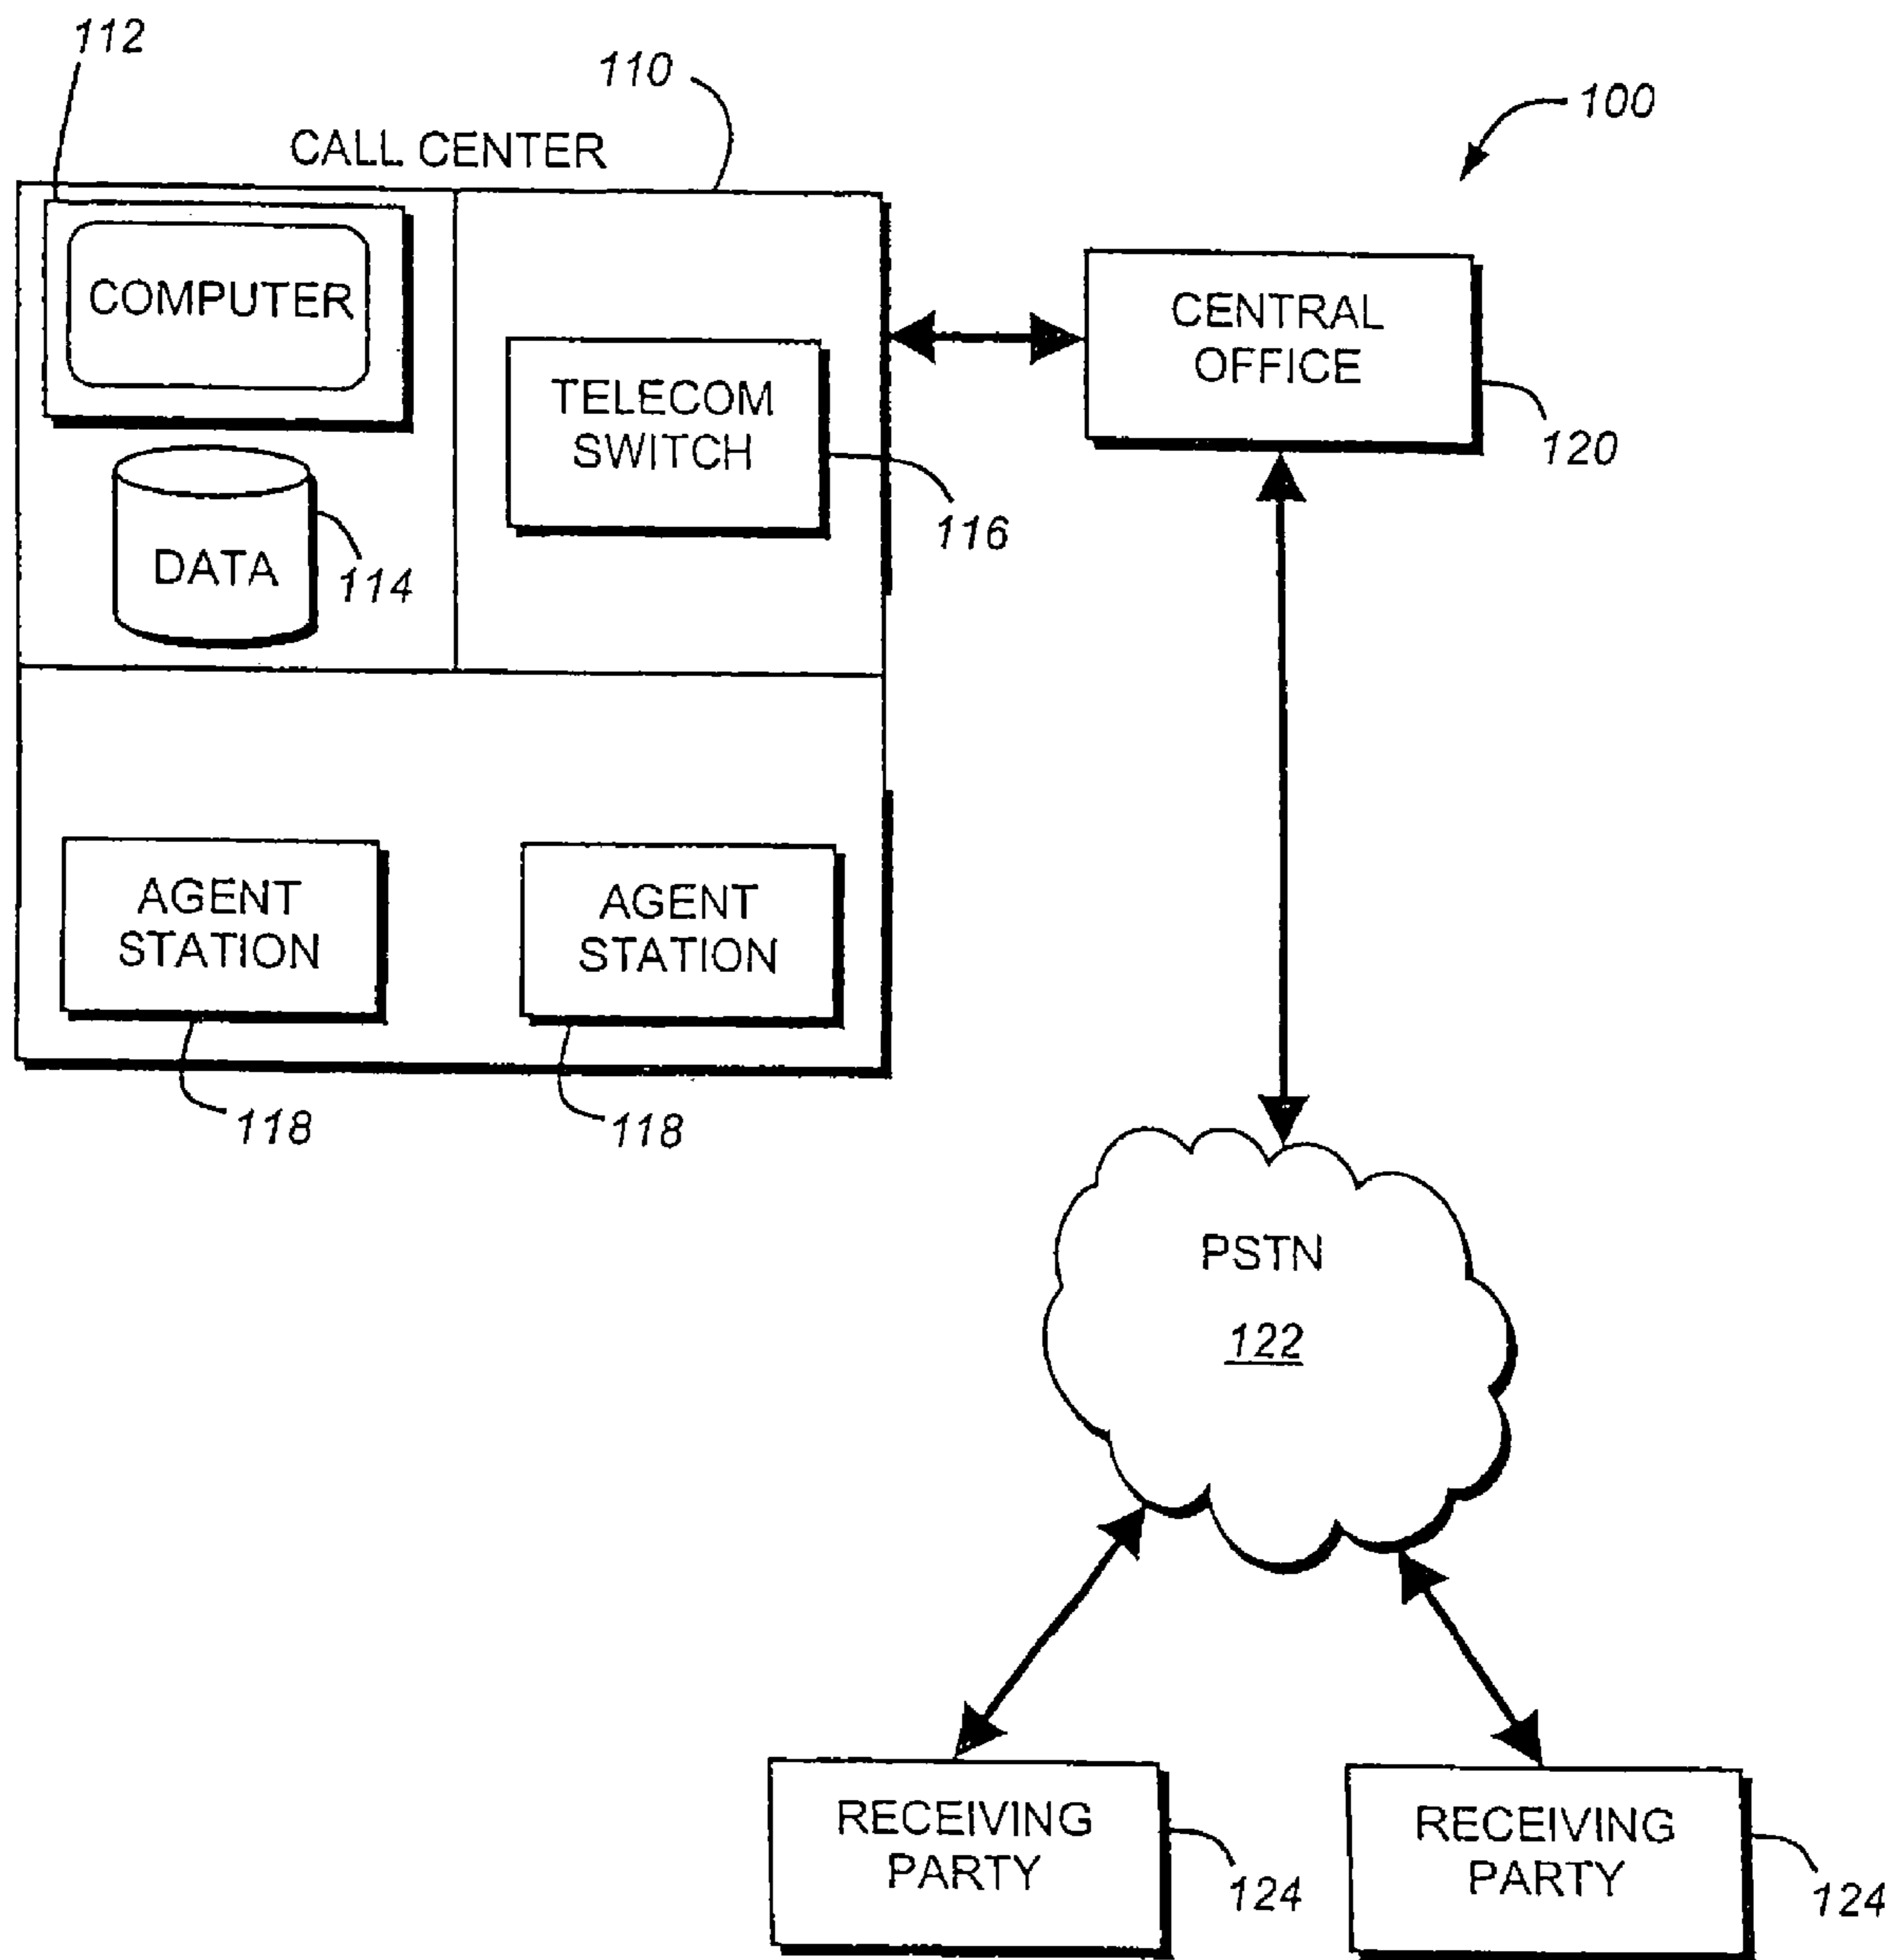 112
110
100
CALL CENTER
COMPUTER
TELECOM
SWITCH
116
DATA
114
CENTRAL
OFFICE
120
AGENT
STATION
AGENT
STATION
118
118
PSTN
122
RECEIVING
PARTY
124
RECEIVING
PARTY
124